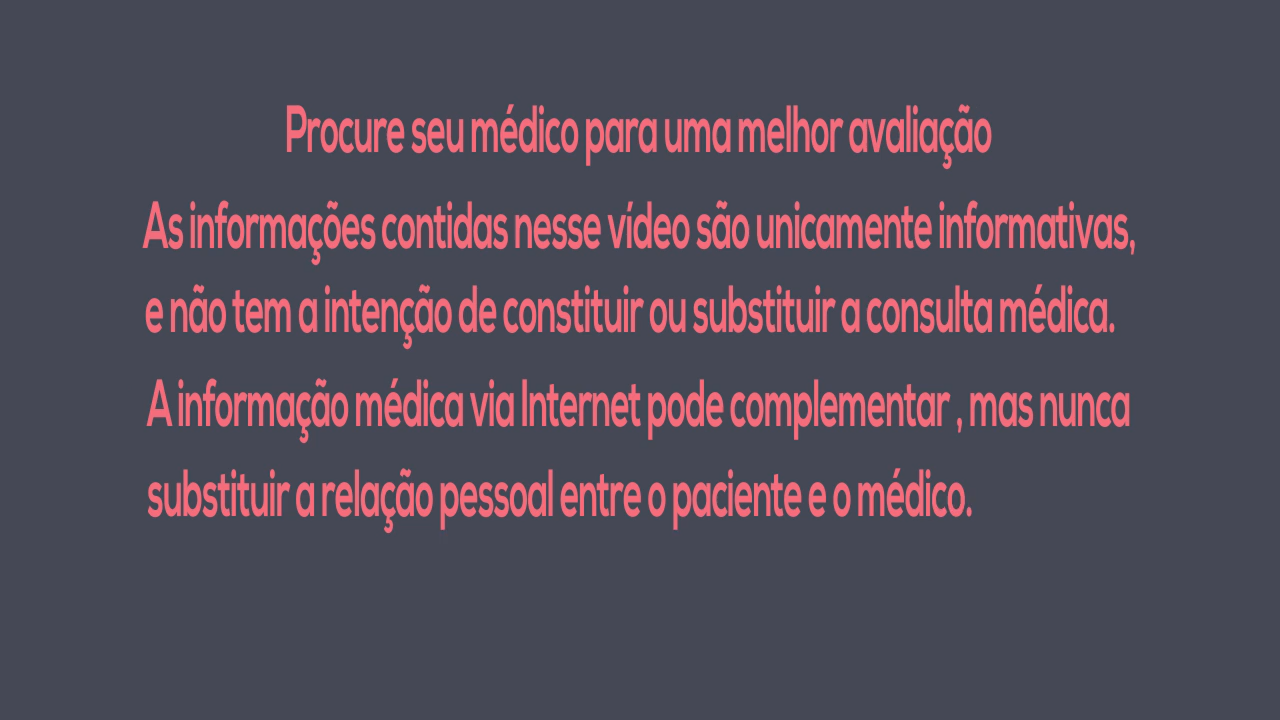 Procure seu médico para uma melhor avaliação
As informações contidas nesse vídeo são unicamente informativas,
e não tem a intenção de constituir ou substituir a consulta médica.
A informação médica via Internet pode complementar , mas nunca
substituir a relação pessoal entre o paciente e o médico.